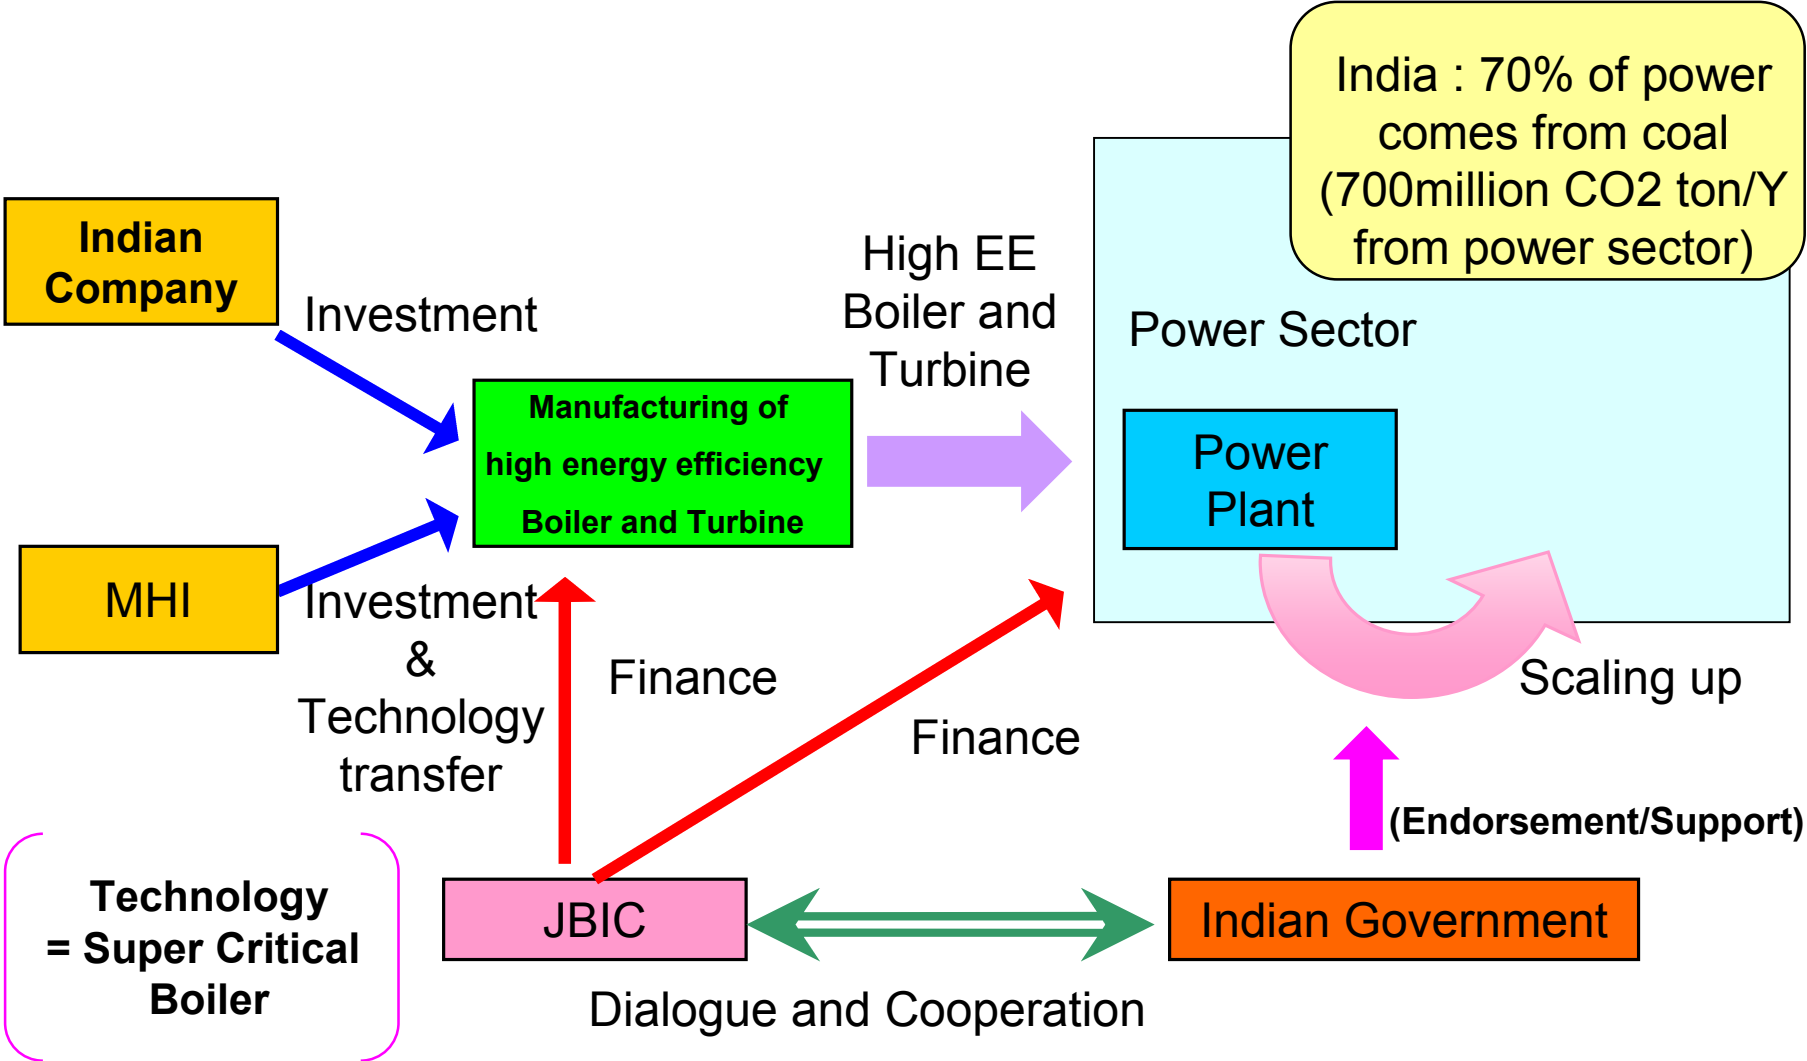 India : 70% of power
comes from coal
(700million CO2 ton/Y
from power sector)
Indian
Company
Investment
High EE
Boiler and
Turbine
Power Sector
Manufacturing of
high energy efficiency
Boiler and Turbine
Power
Plant
MHI
Investment
&
Technology
transfer
Finance
Finance
Scaling up
(Endorsement/Support)
Technology
= Super Critical
Boiler
JBIC
Indian Government
Dialogue and Cooperation